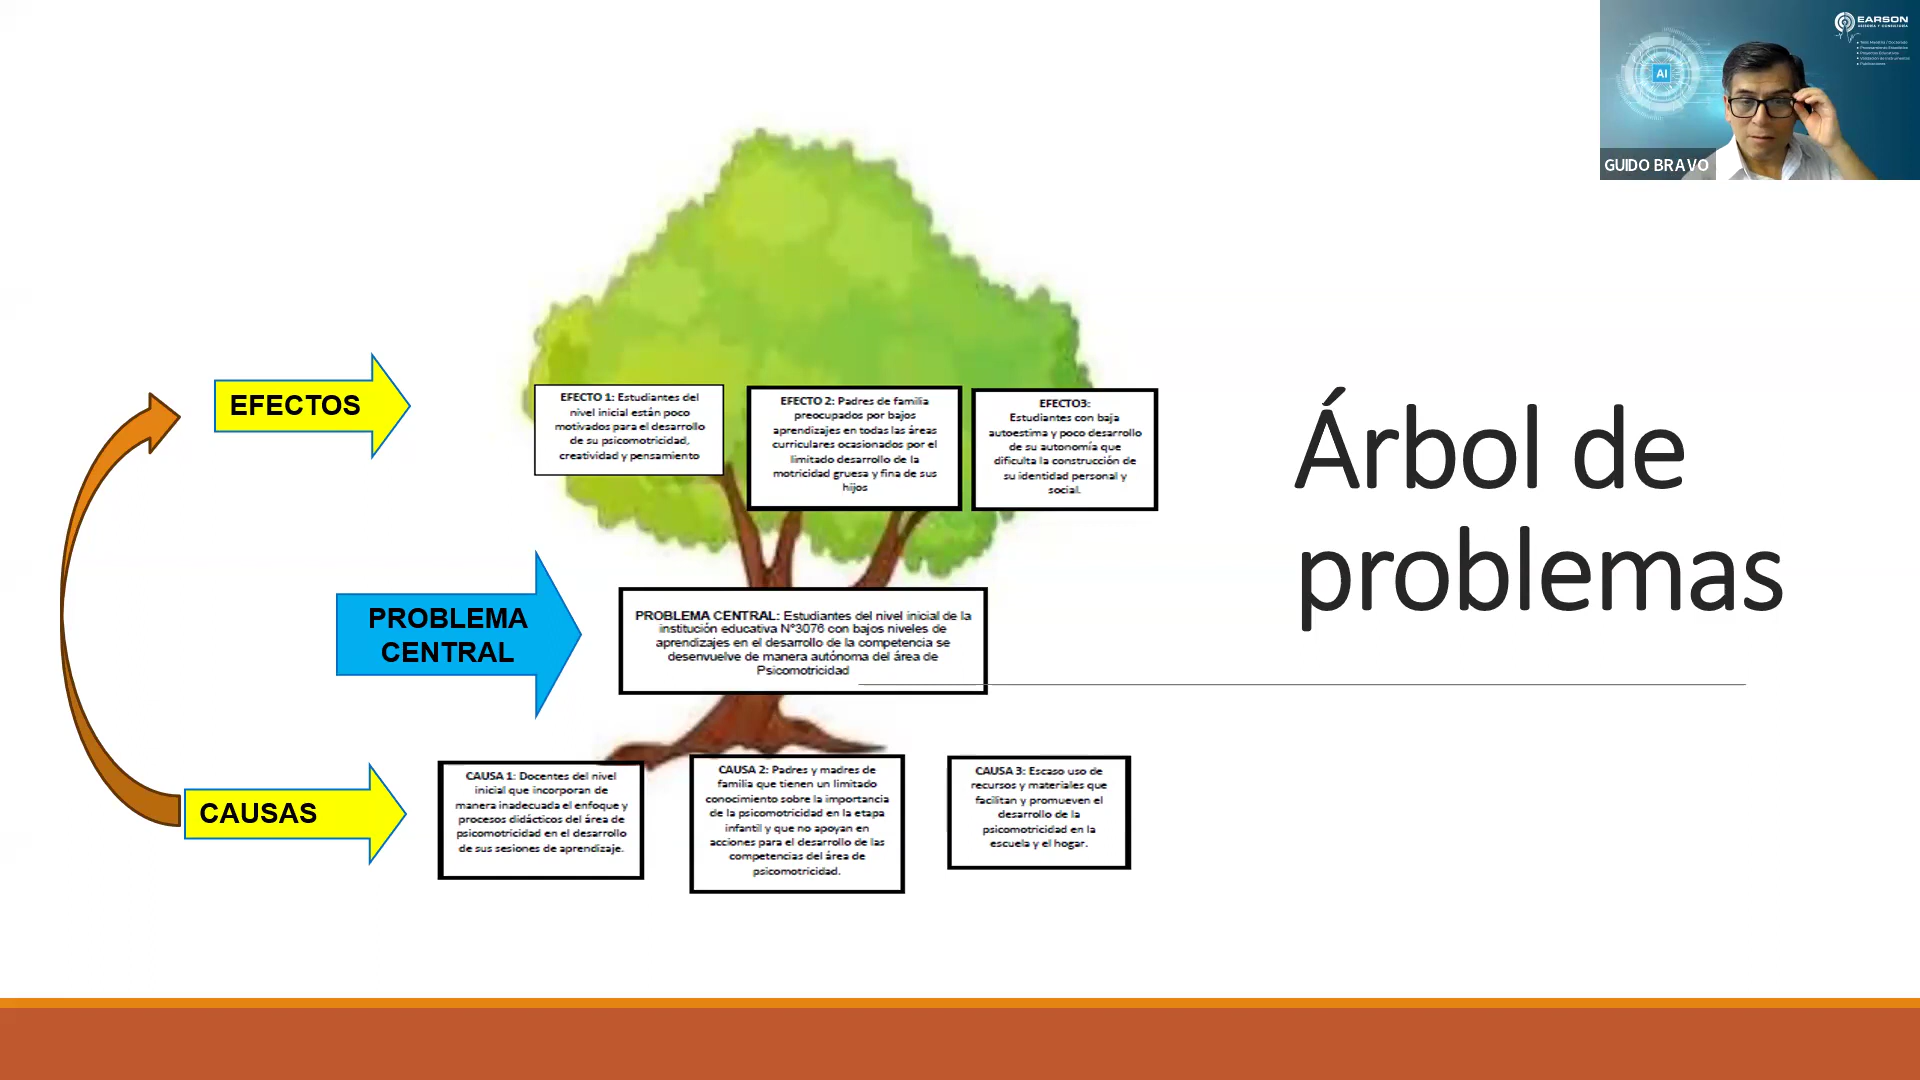 EARSON
ASESORÍA Y CONSULTORÍA
AI
GUIDO BRAVO
EFECTOS
EFECTO 1: Estudiantes del
nivel inicial están poco
motivados para el desarrollo
de su psicomotricidad,
creatividad y pensamiento
EFECTO 2: Padres de familia
preocupados por bajos
aprendizajes en todas las áreas
curriculares ocasionados por el
limitado desarrollo de la
motricidad gruesa y fina de sus
hijos
EFECTO3:
Estudiantes con baja
autoestima y poco desarrollo
de su autonomía que
dificulta la construcción de
su identidad personal y
social.
Árbol de
problemas
PROBLEMA
CENTRAL
PROBLEMA CENTRAL: Estudiantes del nivel inicial de la
institución educativa N°3076 con bajos niveles de
aprendizajes en el desarrollo de la competencia se
desenvuelve de manera autónoma del área de
Psicomotricidad
CAUSAS
CAUSA 1: Docentes del nivel
inicial que incorporan de
manera inadecuada el enfoque y
procesos didácticos del área de
psicomotricidad en el desarrollo
de sus sesiones de aprendizaje.
CAUSA 2: Padres y madres de
familia que tienen un limitado
conocimiento sobre la importancia
de la psicomotricidad en la etapa
infantil y que no apoyan en
acciones para el desarrollo de las
competencias del área de
psicomotricidad.
CAUSA 3: Escaso uso de
recursos y materiales que
facilitan y promueven el
desarrollo de la
psicomotricidad en la
escuela y el hogar.